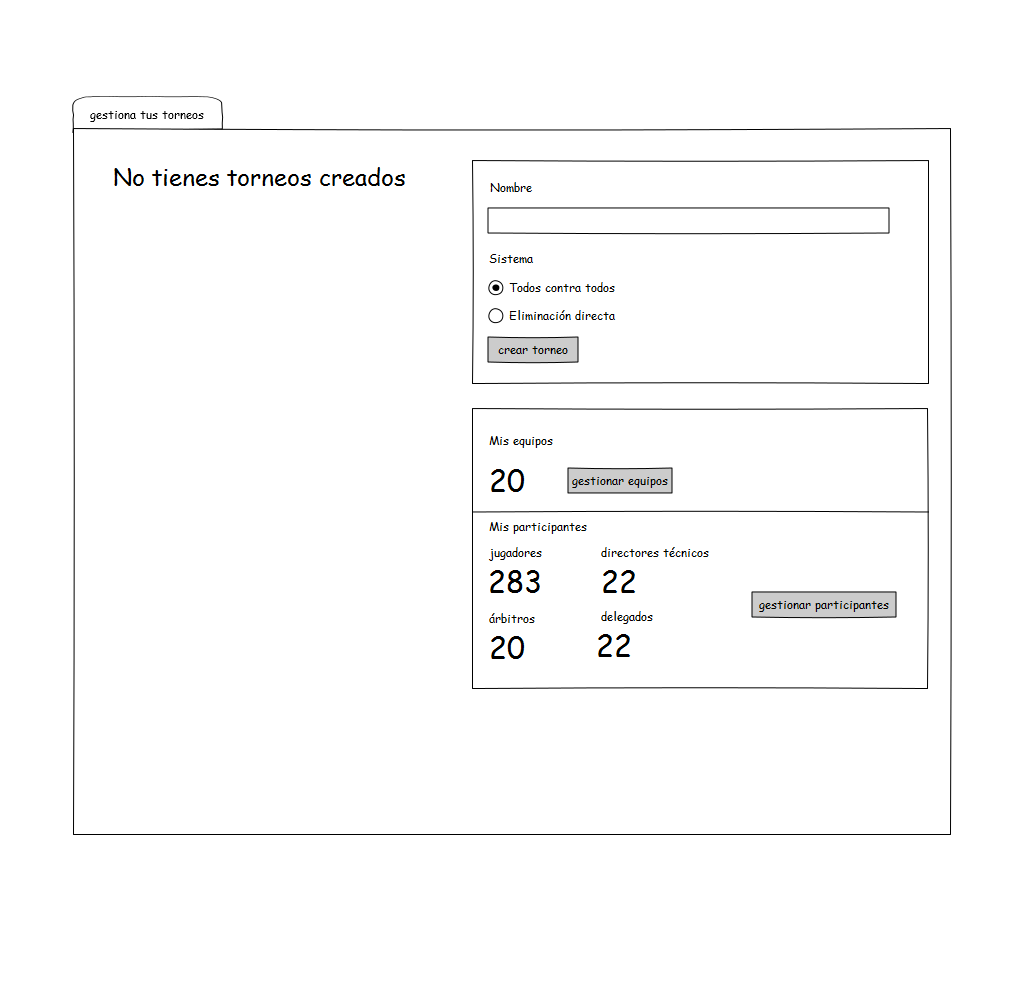 gestiona tus torneos
No tienes torneos creados
Nombre
Sistema
Todos contra todos
Eliminación directa
crear torneo
Mis equipos
20
gestionar equipos
Mis participantes
jugadores
directores técnicos
283
22
gestionar participantes
árbitros
delegados
20
22